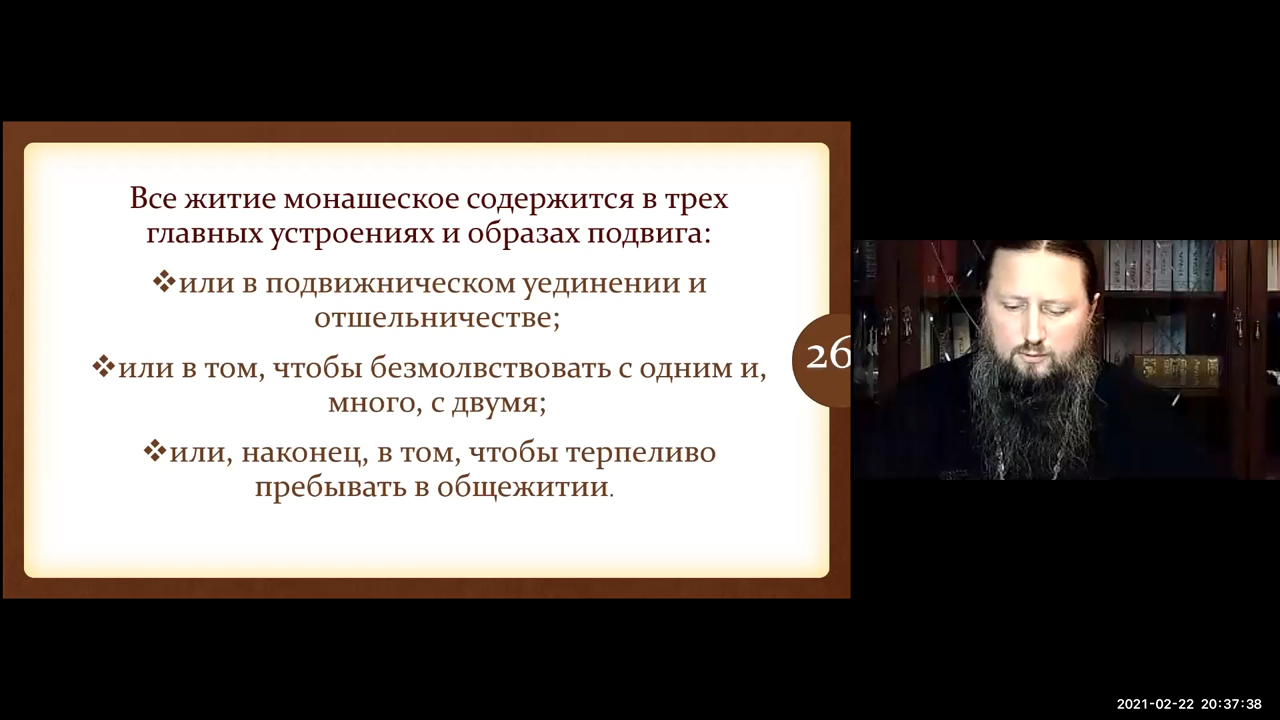 Все житие монашеское содержится в трех
главных устроениях и образах подвига:
❖или в подвижническом уединении и
отшельничестве;
❖или в том, чтобы безмолвствовать с одним и,
много, с двумя;
❖или, наконец, в том, чтобы терпеливо
пребывать в общежитии.
26
2021-02-22 20:37:38